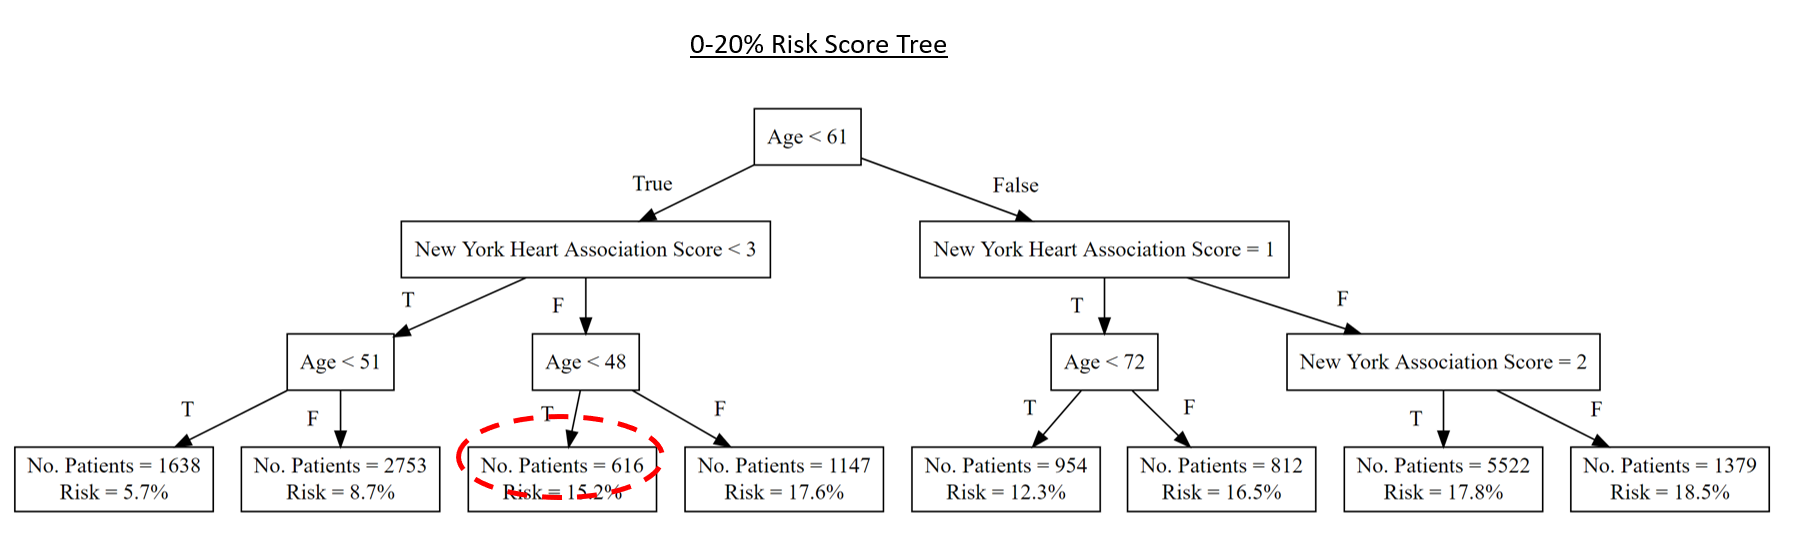 0-20% Risk Score Tree
Age < 61
True
False
New York Heart Association Score < 3
New York Heart Association Score = 1
T
F
T
F
Age < 51
Age < 48
Age < 72
New York Association Score = 2
T
F
T
F
T
F
T
F
No. Patients = 1638
Risk = 5.7%
No. Patients = 2753
Risk = 8.7%
No. Patients = 616
Risk = 15.2%
No. Patients = 1147
Risk = 17.6%
No. Patients = 954
Risk = 12.3%
No. Patients = 812
Risk = 16.5%
No. Patients = 5522
Risk = 17.8%
No. Patients = 1379
Risk = 18.5%